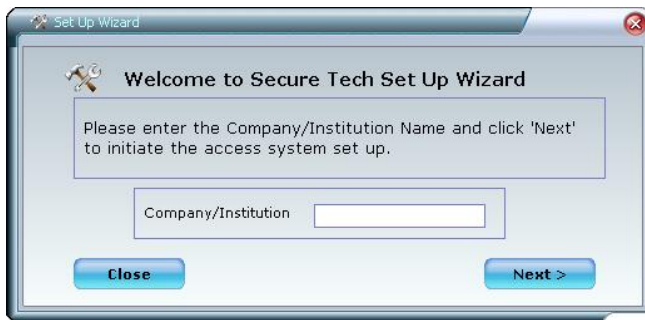 Set Up Wizard
Welcome to Secure Tech Set Up Wizard
Please enter the Company/Institution Name and click 'Next'
to initiate the access system set up.
Company/Institution
Close
Next >